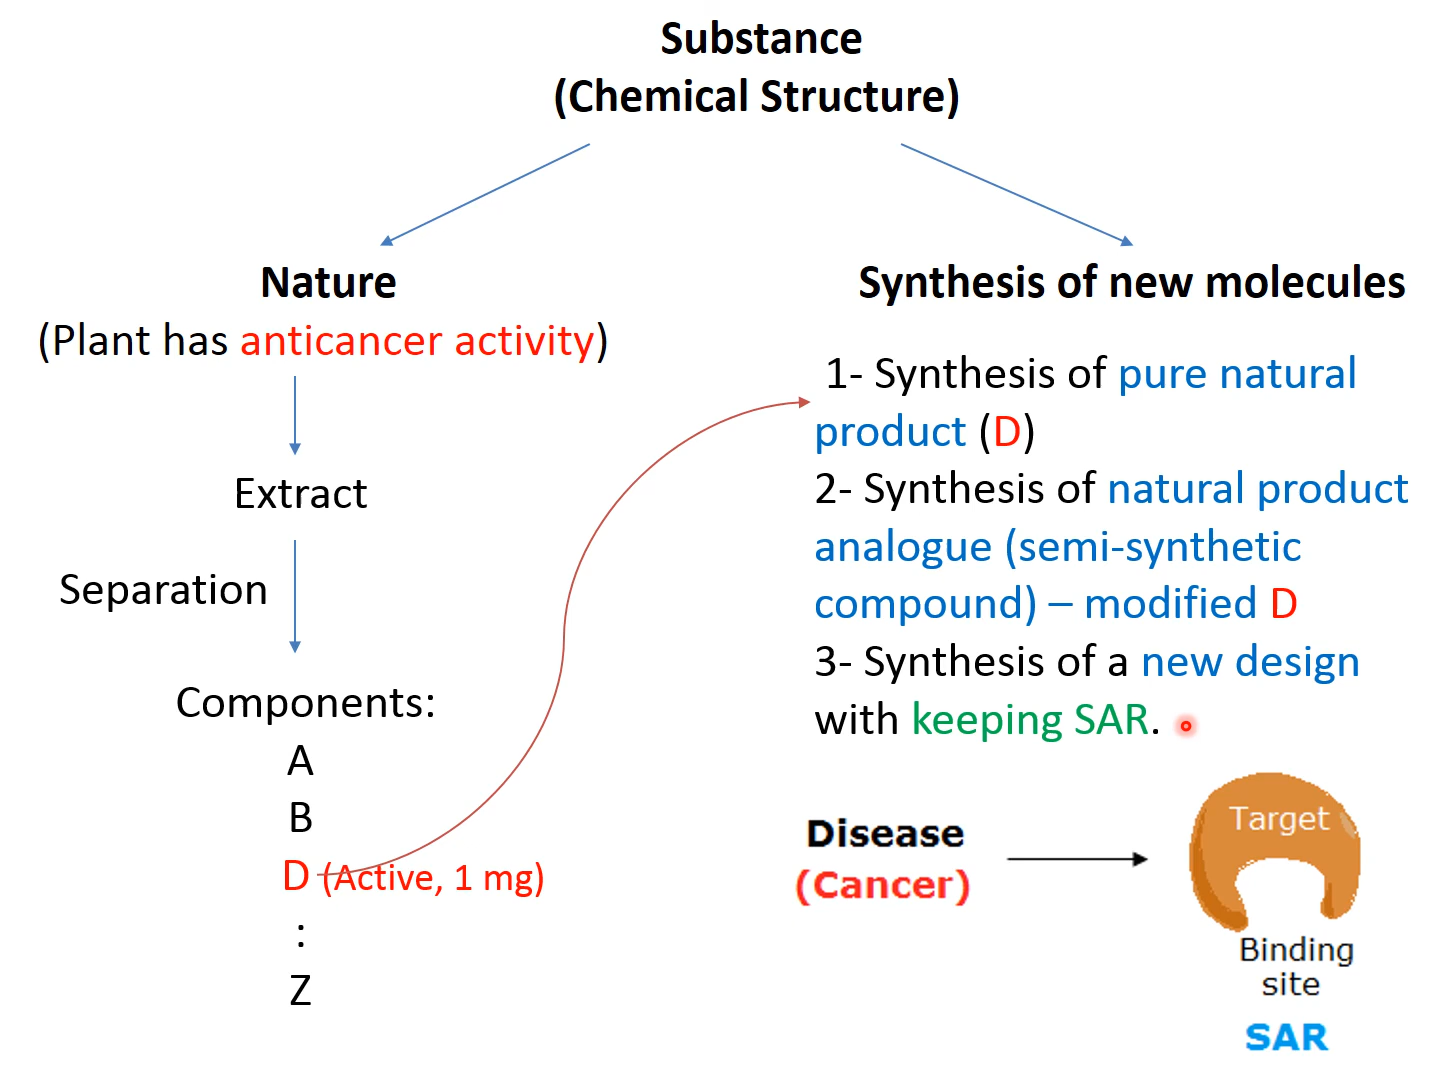 Substance
(Chemical Structure)
Nature
(Plant has anticancer activity)
Extract
Separation
Components:
A
B
D (Active, 1 mg)
:
Z
Synthesis of new molecules
1- Synthesis of pure natural
product (D)
2- Synthesis of natural product
analogue (semi-synthetic
compound) – modified D
3- Synthesis of a new design
with keeping SAR.
Disease
(Cancer)
Target
Binding
site
SAR